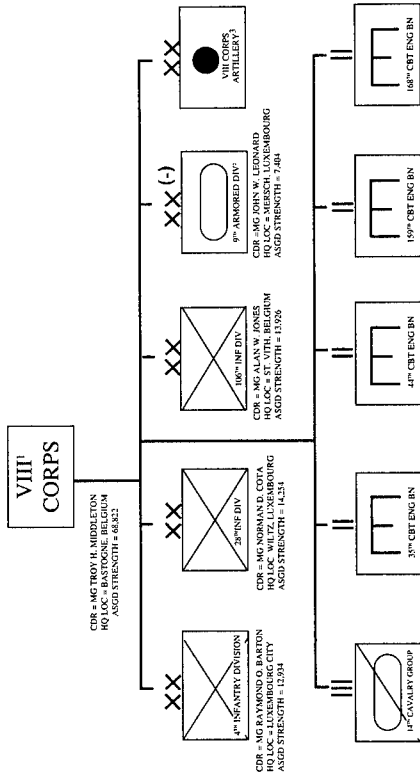 VIII¹
CORPS
CDR = MG TROY H. MIDDLETON
HQ LOC = BASTOGNE, BELGIUM
ASGD STRENGTH = 68,822
4TH INFANTRY DIVISION
CDR = MG RAYMOND O. BARTON
HQ LOC = LUXEMBOURG CITY
ASGD STRENGTH = 12,934
28TH INF DIV
CDR = MG NORMAN D. COTA
HQ LOC WILTZ, LUXEMBOURG
ASGD STRENGTH = 14,254
106TH INF DIV
CDR = MG ALAN W. JONES
HQ LOC = ST. VITH, BELGIUM
ASGD STRENGTH = 13,926
(-)
9TH ARMORED DIV²
CDR =MG JOHN W. LEONARD
HQ LOC = MERSCH, LUXEMBOURG
ASGD STRENGTH = 7,404
VIII CORPS
ARTILLERY³
14TH CAVALRY GROUP
35TH CBT ENG BN
44TH CBT ENG BN
159TH CBT ENG BN
168TH CBT ENG BN